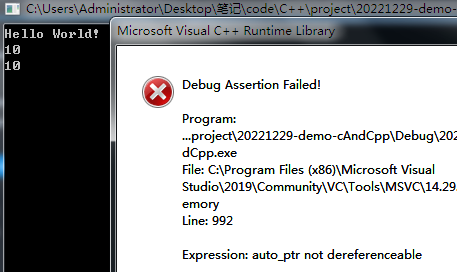 C:\Users\Administrator\Desktop\笔记\code\C++\project\20221229-demo-
Hello World!
10
10
Microsoft Visual C++ Runtime Library
Debug Assertion Failed!
Program:
...project\20221229-demo-cAndCpp\Debug\202
dCpp.exe
File: C:\Program Files (x86)\Microsoft Visual
Studio\2019\Community\VC\Tools\MSVC\14.29
emory
Line: 992
Expression: auto_ptr not dereferenceable